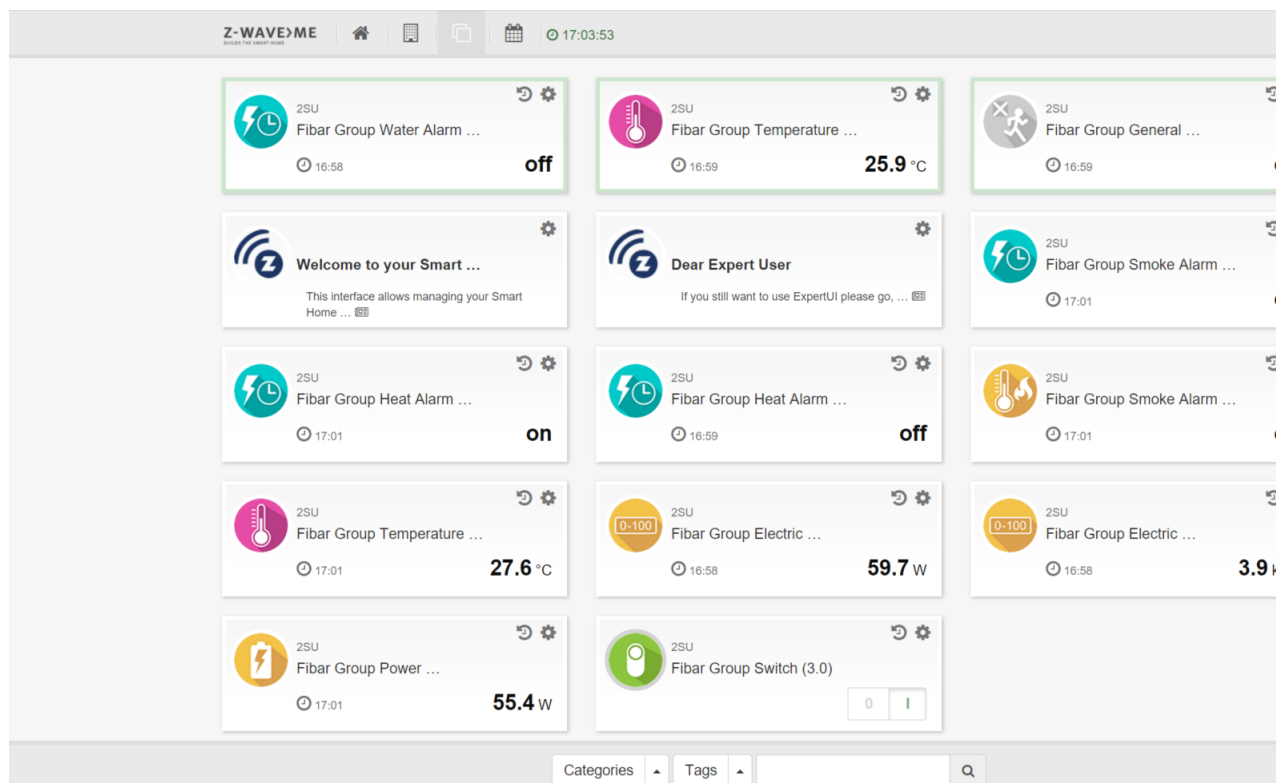 Z-WAVE>ME
BUILDS THE SMART HOME
17:03:53
2SU
Fibar Group Water Alarm ...
16:58
off
2SU
Fibar Group Temperature ...
16:59
25.9 °C
2SU
Fibar Group General ...
16:59
Welcome to your Smart ...
This interface allows managing your Smart
Home ...
Dear Expert User
If you still want to use ExpertUI please go, ...
2SU
Fibar Group Smoke Alarm ...
17:01
2SU
Fibar Group Heat Alarm ...
17:01
on
2SU
Fibar Group Heat Alarm ...
16:59
off
2SU
Fibar Group Smoke Alarm ...
17:01
2SU
Fibar Group Temperature ...
17:01
27.6 °C
0-100
2SU
Fibar Group Electric ...
16:58
59.7 W
0-100
2SU
Fibar Group Electric ...
16:58
3.9
2SU
Fibar Group Power ...
17:01
55.4 W
2SU
Fibar Group Switch (3.0)
0 I
Categories
Tags